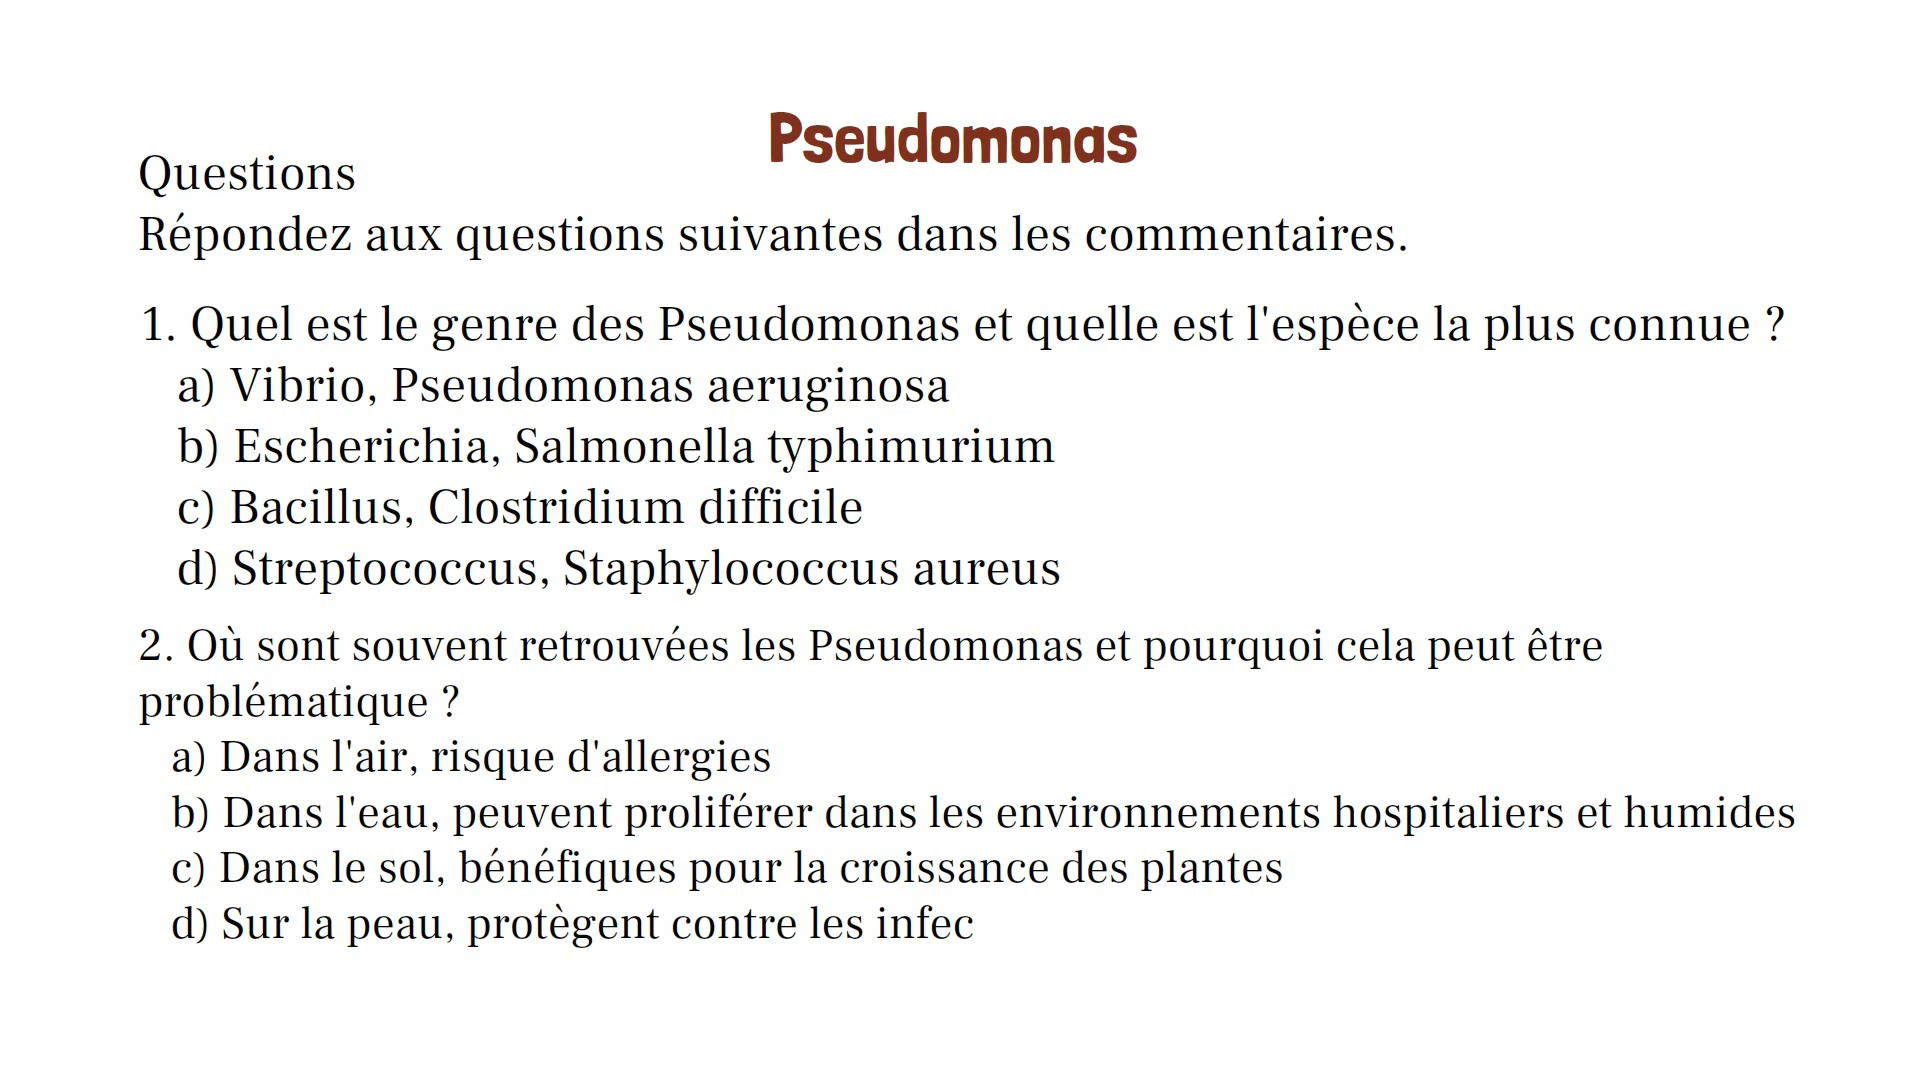 Pseudomonas
Questions
Répondez aux questions suivantes dans les commentaires.
1. Quel est le genre des Pseudomonas et quelle est l'espèce la plus connue ?
a) Vibrio, Pseudomonas aeruginosa
b) Escherichia, Salmonella typhimurium
c) Bacillus, Clostridium difficile
d) Streptococcus, Staphylococcus aureus
2. Où sont souvent retrouvées les Pseudomonas et pourquoi cela peut être
problématique ?
a) Dans l'air, risque d'allergies
b) Dans l'eau, peuvent proliférer dans les environnements hospitaliers et humides
c) Dans le sol, bénéfiques pour la croissance des plantes
d) Sur la peau, protègent contre les infec